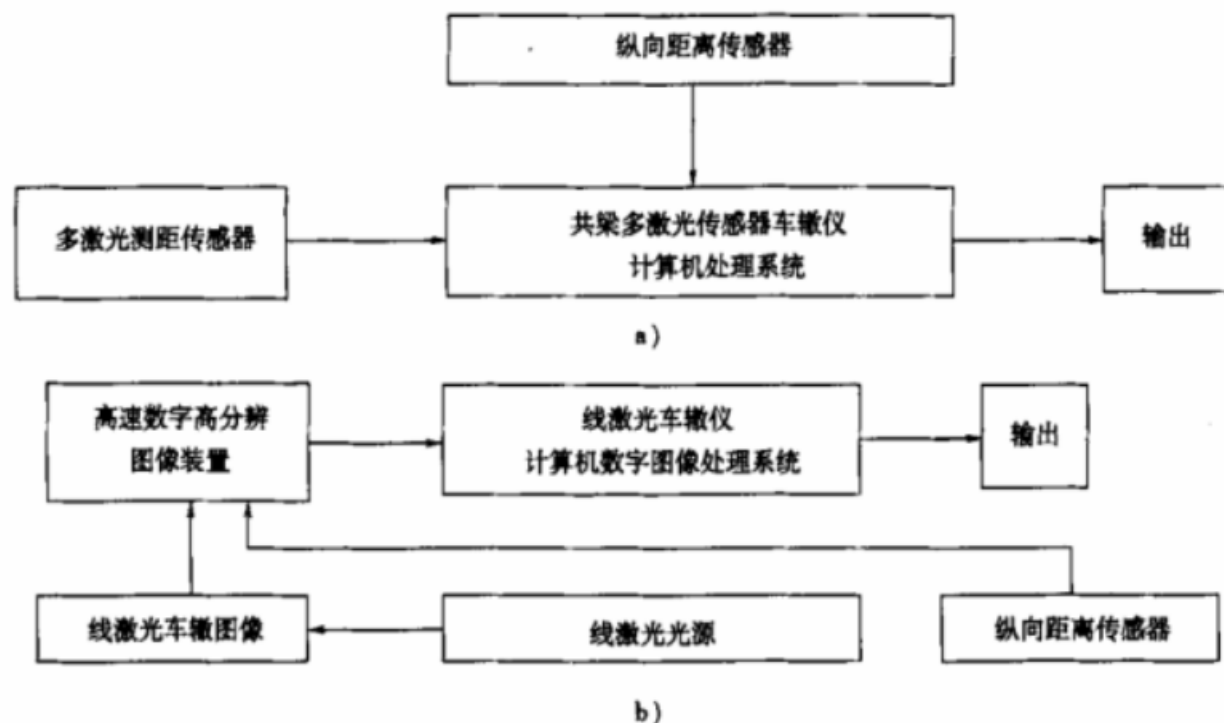 纵向距离传感器
多激光测距传感器
共梁多激光传感器车辙仪
计算机处理系统
输出
a)
高速数字高分辨
图像装置
线激光车辙仪
计算机数字图像处理系统
输出
线激光车辙图像
线激光光源
纵向距离传感器
b)